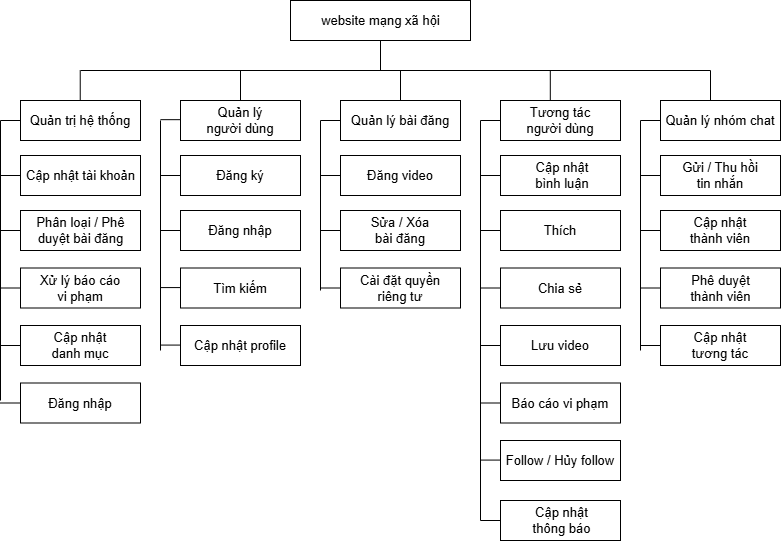 website mạng xã hội
Quản trị hệ thống
Cập nhật tài khoản
Phân loại / Phê
duyệt bài đăng
Xử lý báo cáo
vi phạm
Cập nhật
danh mục
Đăng nhập
Quản lý
người dùng
Đăng ký
Đăng nhập
Tìm kiếm
Cập nhật profile
Quản lý bài đăng
Đăng video
Sửa / Xóa
bài đăng
Cài đặt quyền
riêng tư
Tương tác
người dùng
Cập nhật
bình luận
Thích
Chia sẻ
Lưu video
Báo cáo vi phạm
Follow / Hủy follow
Cập nhật
thông báo
Quản lý nhóm chat
Gửi / Thu hồi
tin nhắn
Cập nhật
thành viên
Phê duyệt
thành viên
Cập nhật
tương tác